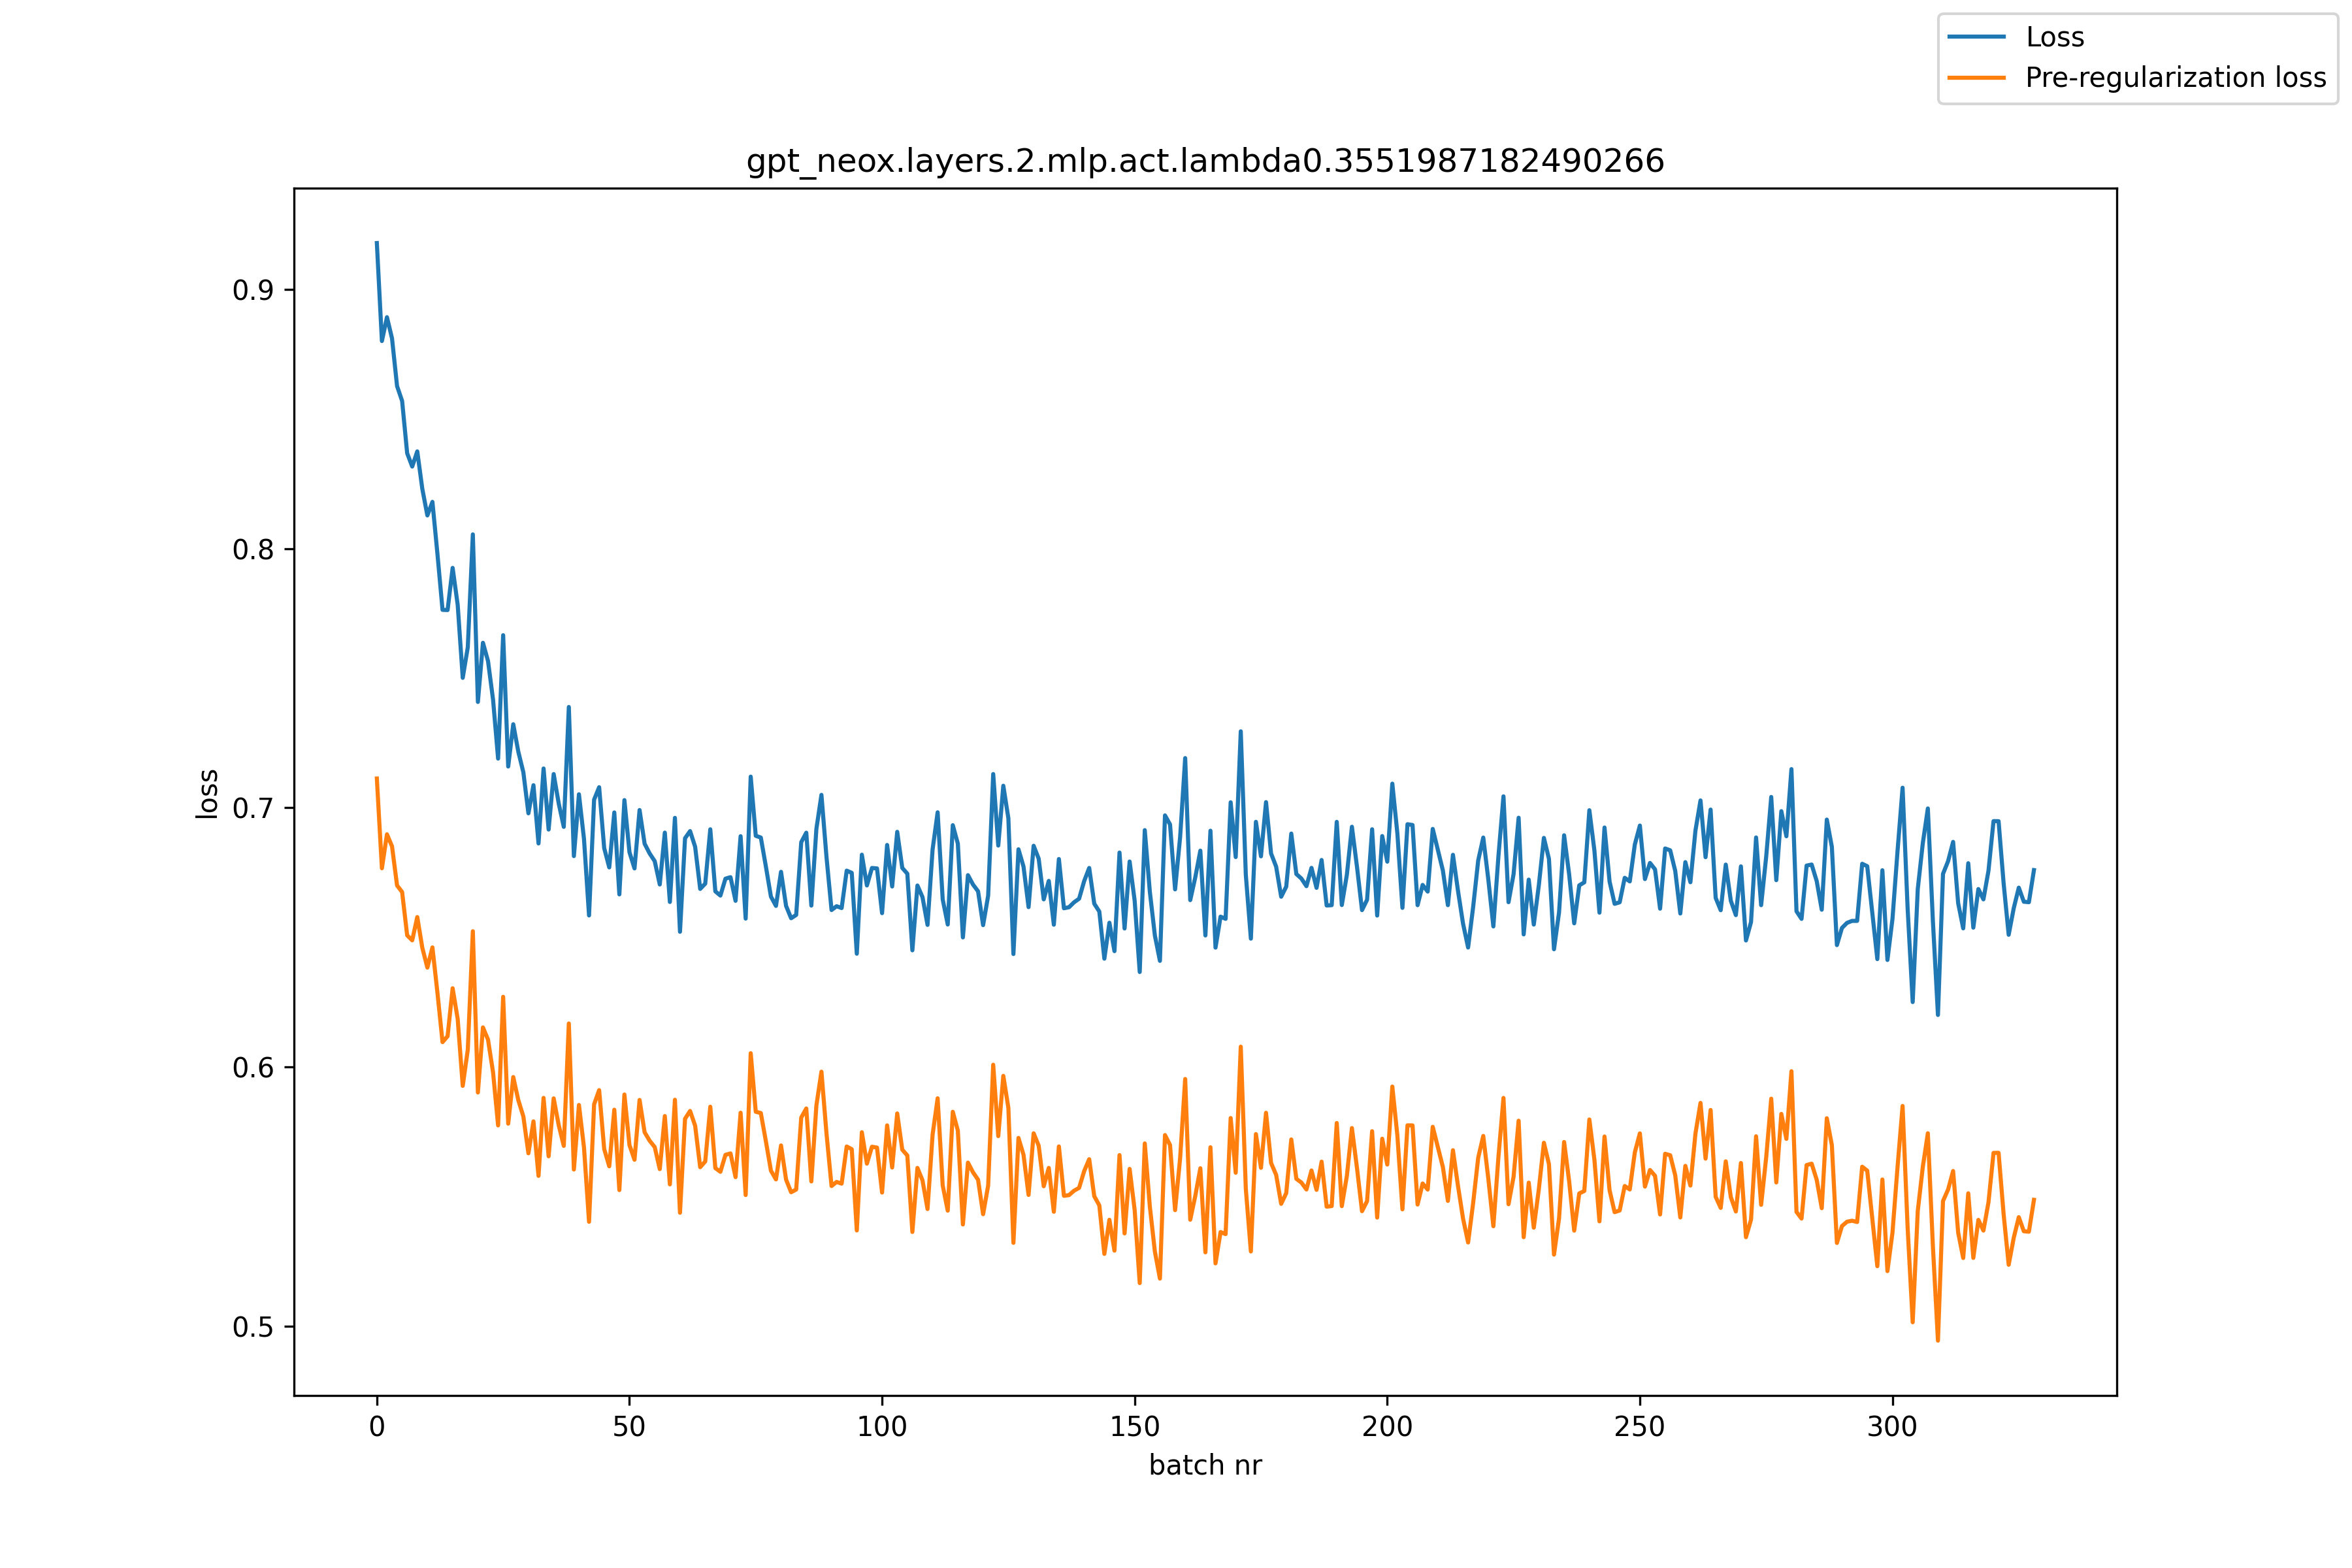 Loss
Pre-regularization loss
gpt_neox.layers.2.mlp.act.lambda0.3551987182490266
0.9
0.8
0.7
0.6
0.5
loss
0 50 100 150 200 250 300
batch nr